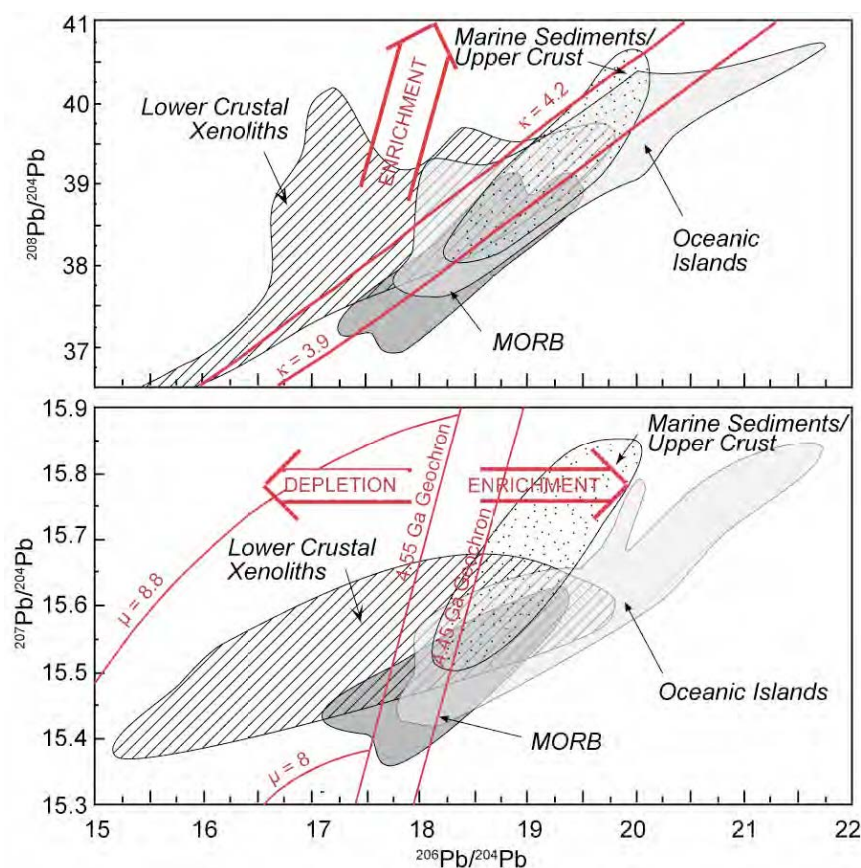 41
40
39
38
37
²⁰⁸Pb/²⁰⁴Pb
Marine Sediments/
Upper Crust
Lower Crustal
Xenoliths
ENRICHMENT
κ = 4.2
Oceanic
Islands
MORB
κ = 3.9
15.9
15.8
15.7
15.6
15.5
15.4
15.3
²⁰⁷Pb/²⁰⁴Pb
Marine Sediments/
Upper Crust
DEPLETION
ENRICHMENT
4.55 Ga Geochron
4.45 Ga Geochron
Lower Crustal
Xenoliths
μ = 8.8
Oceanic Islands
MORB
μ = 8
15 16 17 18 19 20 21 22
²⁰⁶Pb/²⁰⁴Pb